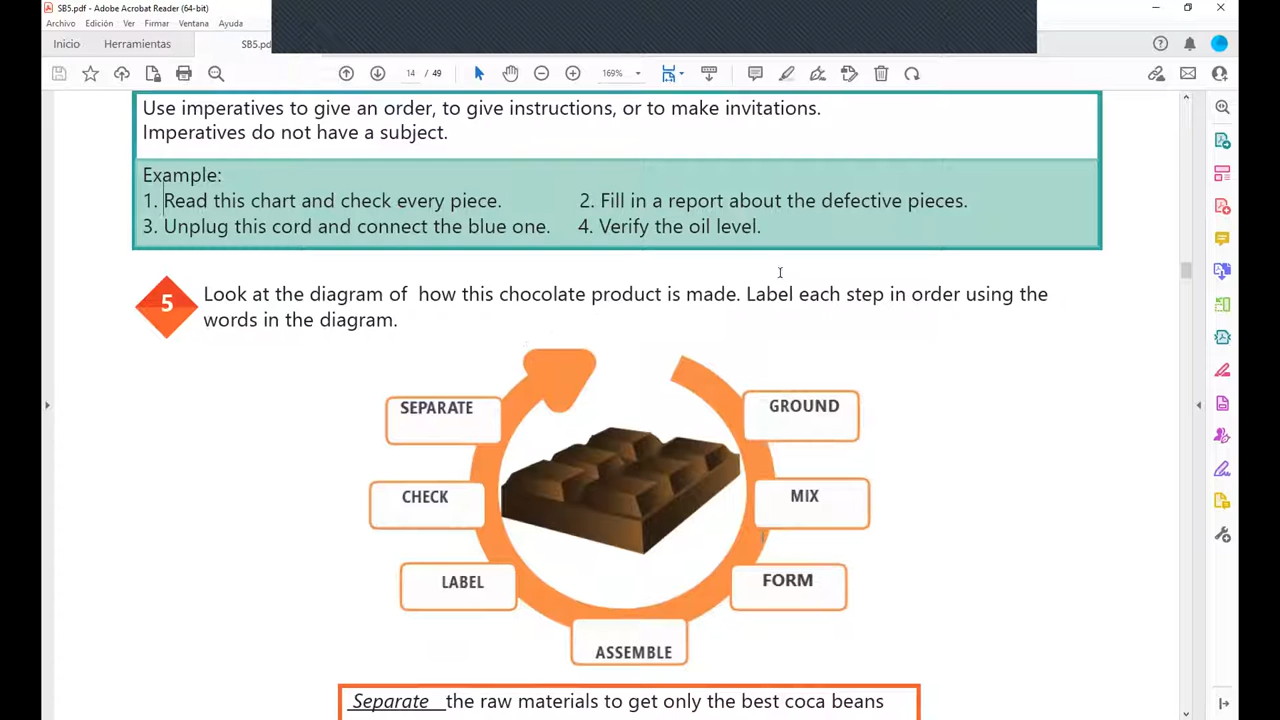 SB5.pdf - Adobe Acrobat Reader (64-bit)
Archivo Edición Ver Firmar Ventana Ayuda
Inicio Herramientas SB5.pd
14 / 49 169%
Use imperatives to give an order, to give instructions, or to make invitations.
Imperatives do not have a subject.
Example:
1. Read this chart and check every piece. 2. Fill in a report about the defective pieces.
3. Unplug this cord and connect the blue one. 4. Verify the oil level.
5 Look at the diagram of how this chocolate product is made. Label each step in order using the
words in the diagram.
SEPARATE GROUND
CHECK MIX
LABEL FORM
ASSEMBLE
Separate the raw materials to get only the best coca beans